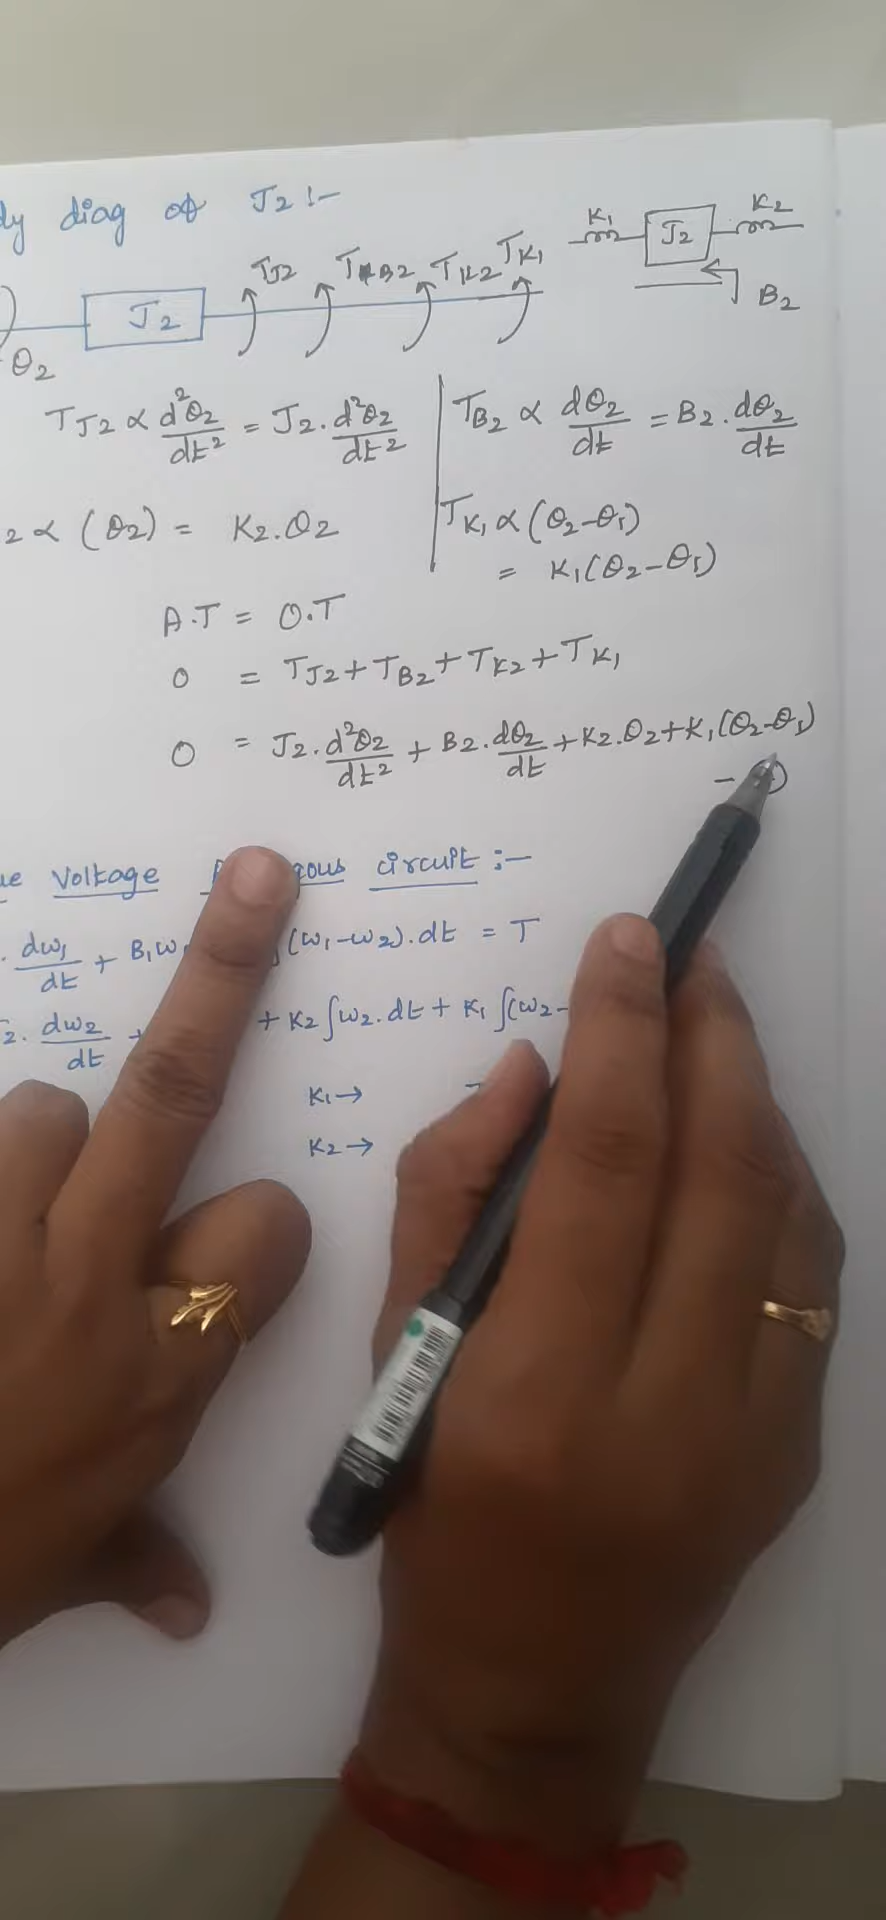 dy diag of J2 :-
K1 J2 K2
B2
J2 TJ2 TB2 TK2 TK1
θ2
TJ2 ∝ d²θ2/dt² = J2. d²θ2/dt²
TB2 ∝ dθ2/dt = B2. dθ2/dt
2 ∝ (θ2) = K2.θ2
TK1 ∝ (θ2-θ1)
= K1(θ2-θ1)
A.T = O.T
0 = TJ2 + TB2 + TK2 + TK1
0 = J2. d²θ2/dt² + B2. dθ2/dt + K2.θ2 + K1(θ2-θ1)
Voltage circuit :-
. dω1/dt + B1ω (ω1-ω2).dt = T
2. dω2/dt + K2 ∫ω2.dt + K1 ∫(ω2-
K1 →
K2 →